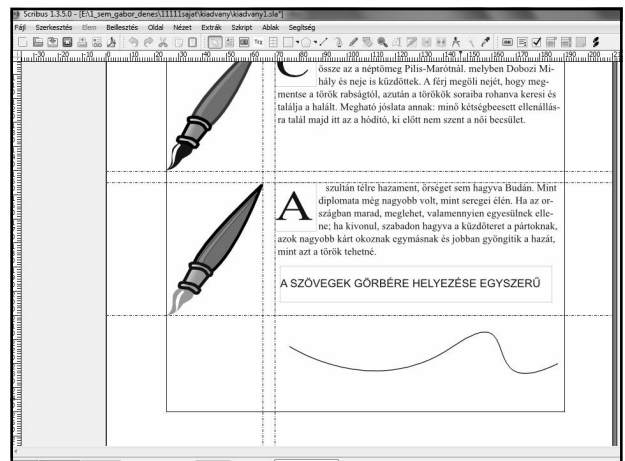 Scribus 1.3.5.0 - [E:\1_sem_gabor_denes\11111sajat\kiadvany\kiadvany1.sla*]
Fájl Szerkesztés Elem Beillesztés Oldal Nézet Extrák Szkript Ablak Segítség
össze az a néptömeg Pilis-Marótnál. melyben Dobozi Mi-
hály és neje is küzdöttek. A férj megöli nejét, hogy meg-
mentse a török rabságtól, azután a törökök soraiba rohanva keresi és
találja a halált. Megható jóslata annak: minő kétségbeesett ellenállás-
ra talál majd itt az a hódító, ki előtt nem szent a női becsület.
A szultán télre hazament, őrséget sem hagyva Budán. Mint
diplomata még nagyobb volt, mint seregei élén. Ha az or-
szágban marad, meglehet, valamennyien egyesülnek elle-
ne; ha kivonul, szabadon hagyva a küzdőteret a pártoknak,
azok nagyobb kárt okoznak egymásnak és jobban gyöngítik a hazát,
mint azt a török tehetné.
A SZÖVEGEK GÖRBÉRE HELYEZÉSE EGYSZERŰ